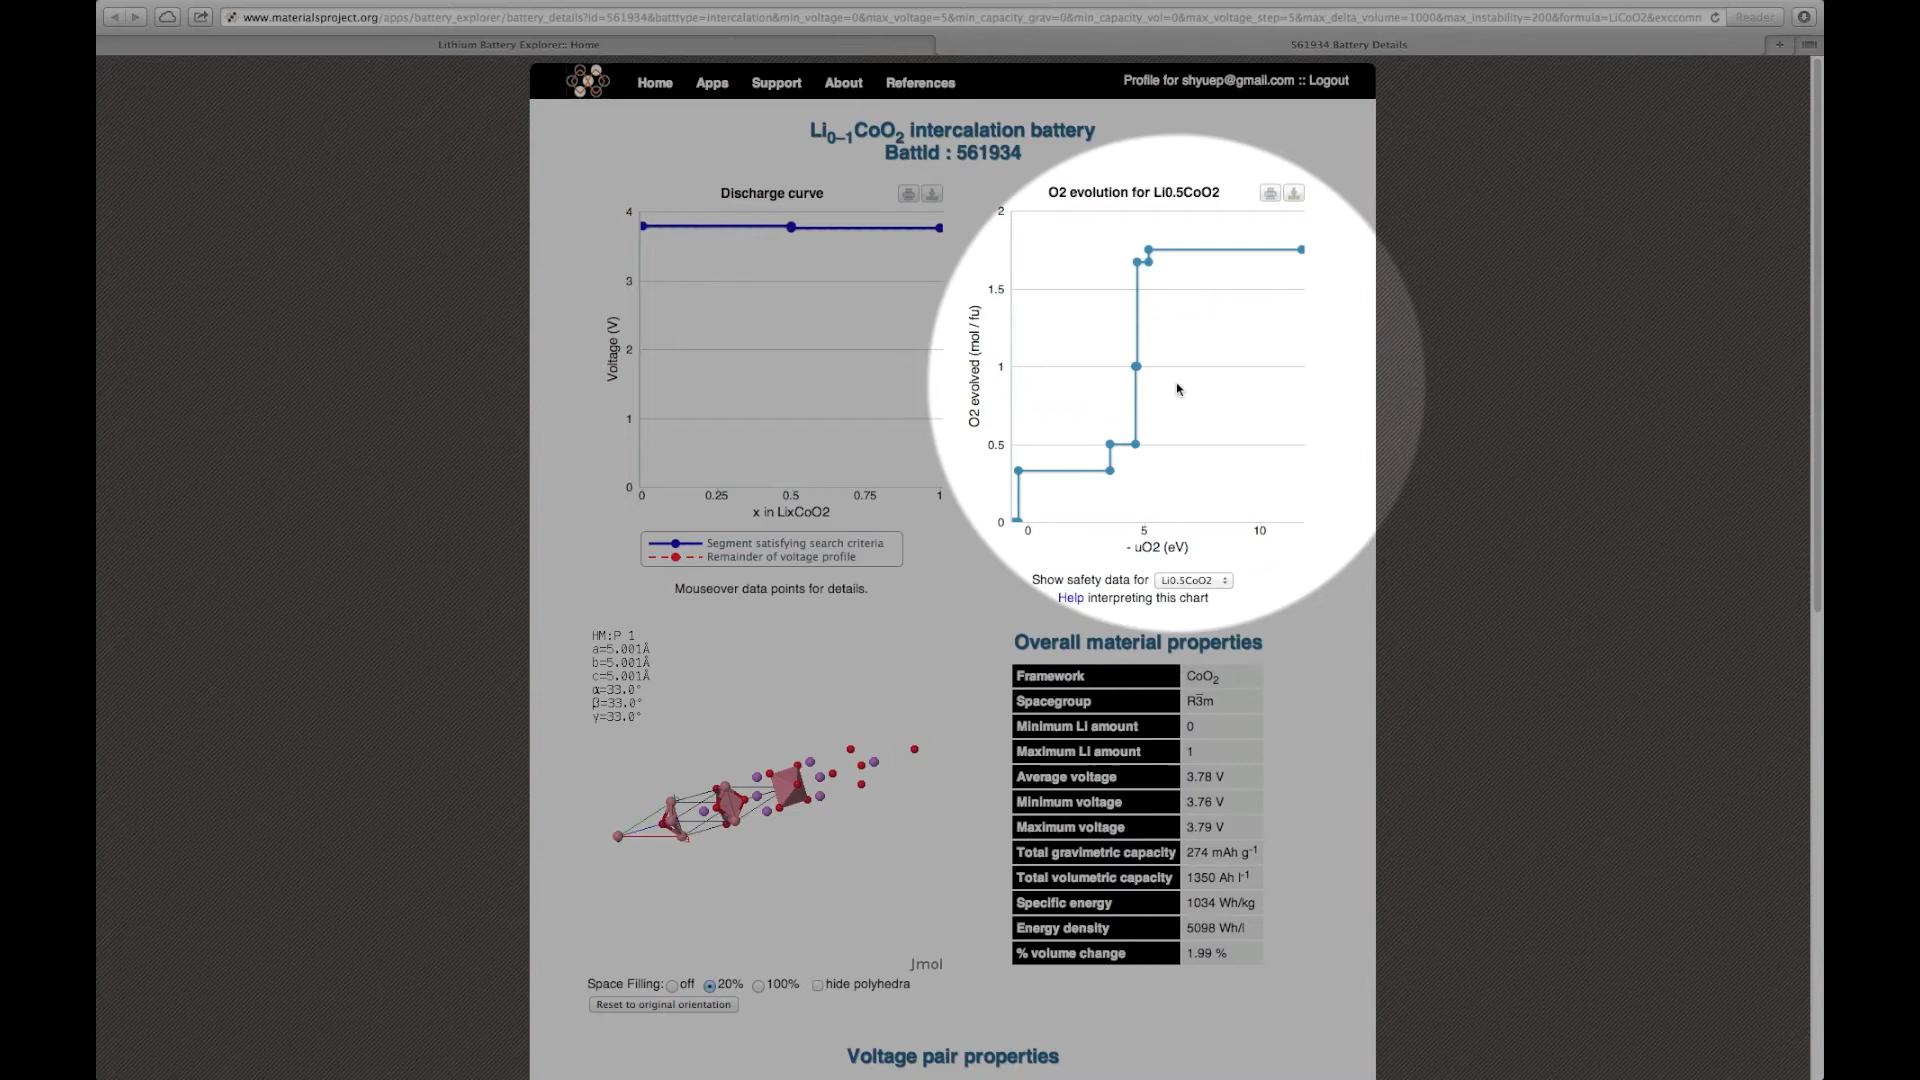 www.materialsproject.org/apps/battery_explorer/battery_details?id=561934&batttype=intercalation&min_voltage=0&max_voltage=5&min_capacity_grav=0&min_capacity_vol=0&max_voltage_step=5&max_delta_volume=1000&max_instability=200&formula=LiCoO2&exccomm
Reader
Lithium Battery Explorer:: Home
561934 Battery Details
Home Apps Support About References
Profile for shyuep@gmail.com :: Logout
Li0–1CoO2 intercalation battery
BattId : 561934
Discharge curve
4
3
2
1
0
Voltage (V)
0 0.25 0.5 0.75 1
x in LixCoO2
Segment satisfying search criteria
Remainder of voltage profile
Mouseover data points for details.
O2 evolution for Li0.5CoO2
2
1.5
1
0.5
0
O2 evolved (mol / fu)
0 5 10
- uO2 (eV)
Show safety data for Li0.5CoO2
Help interpreting this chart
HM:P 1
a=5.001Å
b=5.001Å
c=5.001Å
α=33.0°
β=33.0°
γ=33.0°
Jmol
Space Filling: off 20% 100% hide polyhedra
Reset to original orientation
Overall material properties
Framework CoO2
Spacegroup R3̅m
Minimum Li amount 0
Maximum Li amount 1
Average voltage 3.78 V
Minimum voltage 3.76 V
Maximum voltage 3.79 V
Total gravimetric capacity 274 mAh g-1
Total volumetric capacity 1350 Ah l-1
Specific energy 1034 Wh/kg
Energy density 5098 Wh/l
% volume change 1.99 %
Voltage pair properties